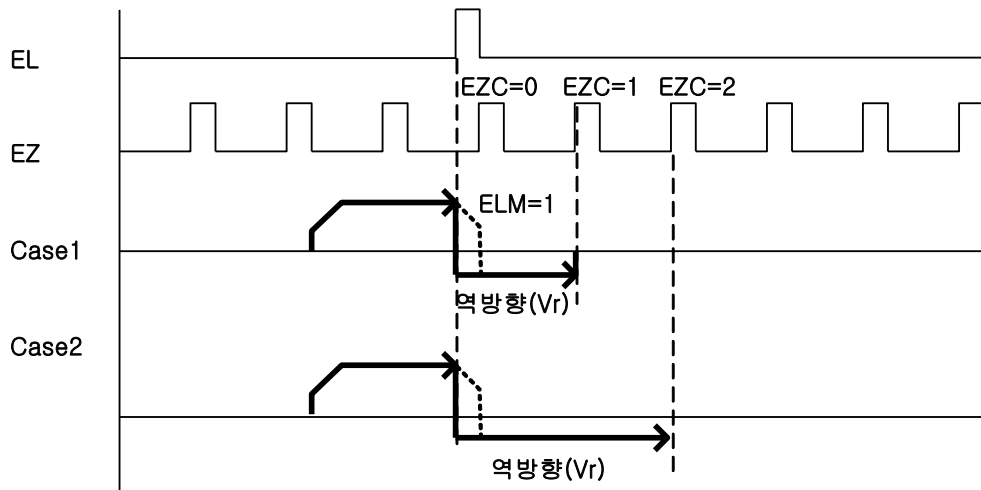 EL
EZC=0 EZC=1 EZC=2
EZ
ELM=1
Case1
역방향(Vr)
Case2
역방향(Vr)